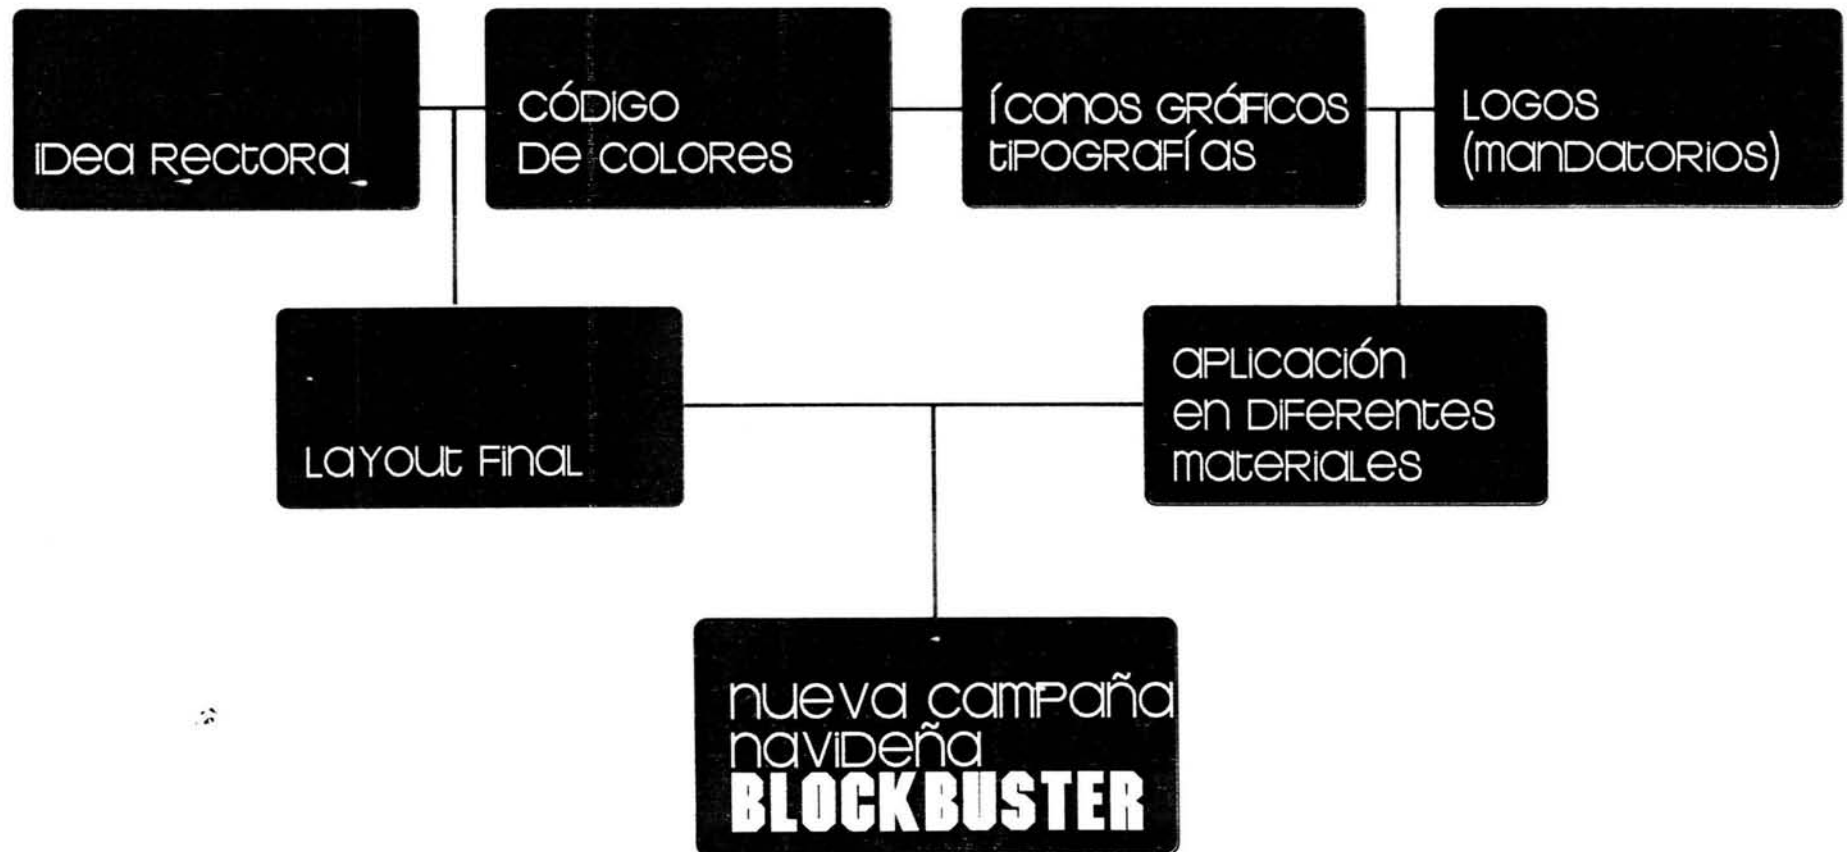 iDea Rectora
CÓDiGO
De COLORes
íconos GRáFicos
tiPOGRaFías
LOGOS
(manDatoRios)
LaYout FinaL
aPLicación
en DiFeRentes
mateRiaLes
nueva camPaña
naviDeña
BLOCKBUSTER